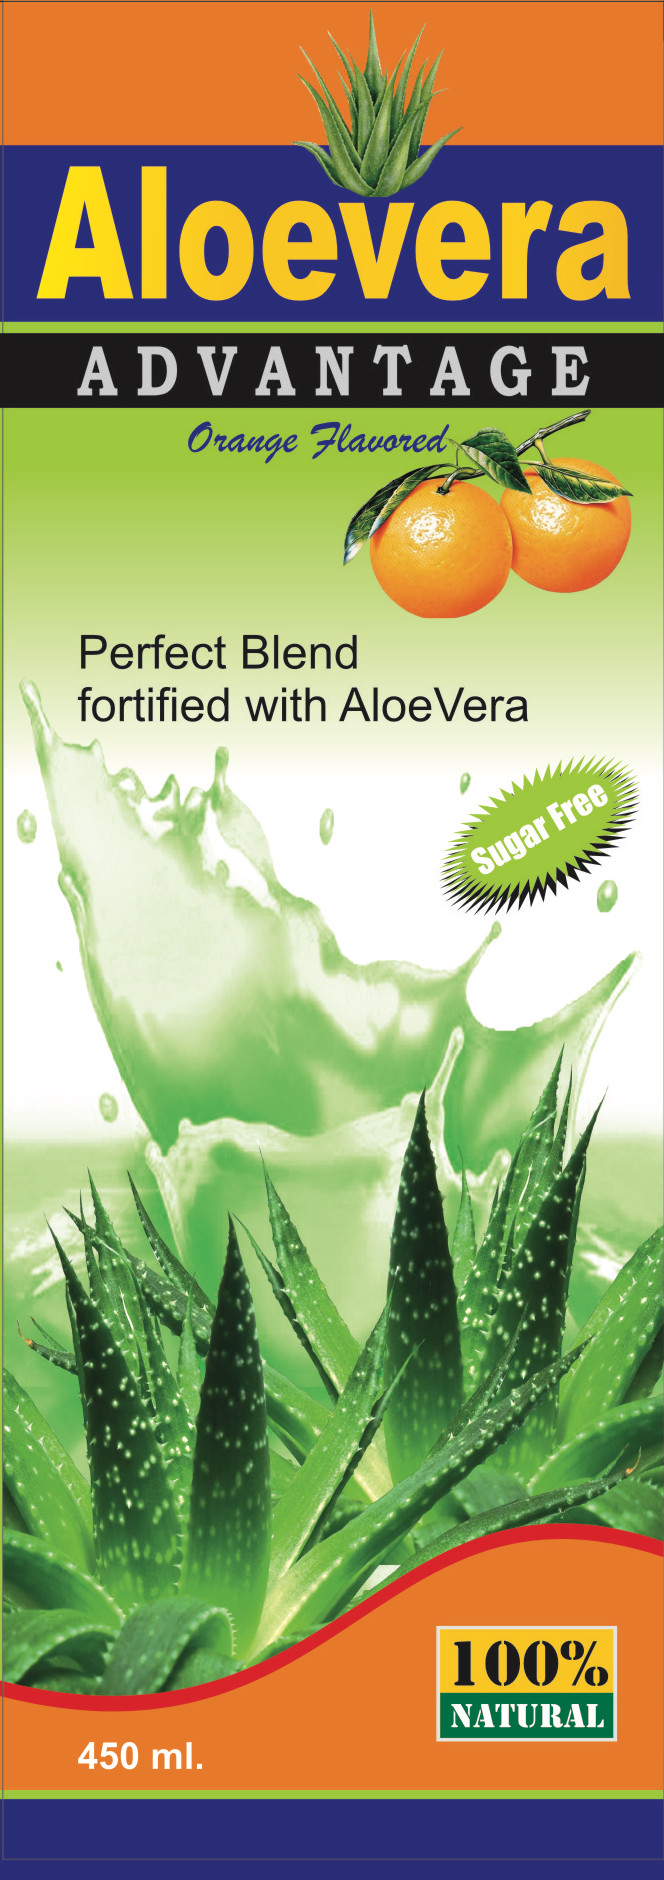 Aloevera
ADVANTAGE
Orange Flavored
Perfect Blend
fortified with AloeVera
Sugar Free
100%
NATURAL
450 ml.